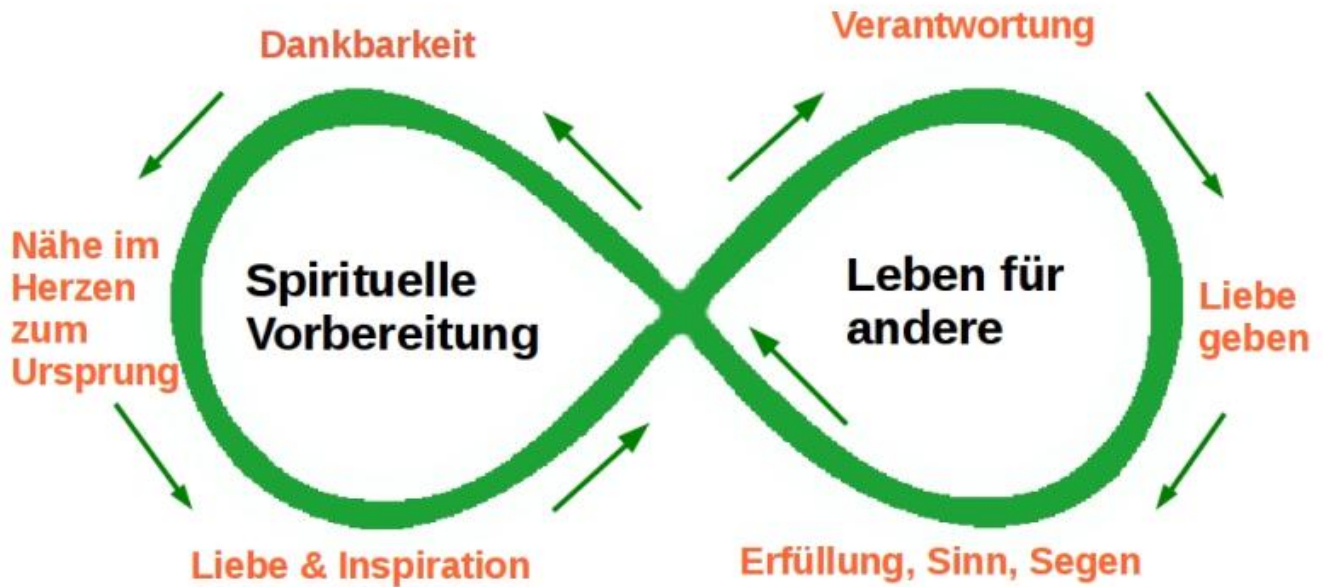 Dankbarkeit
Verantwortung
Nähe im
Herzen
zum
Ursprung
Spirituelle
Vorbereitung
Leben für
andere
Liebe
geben
Liebe & Inspiration
Erfüllung, Sinn, Segen